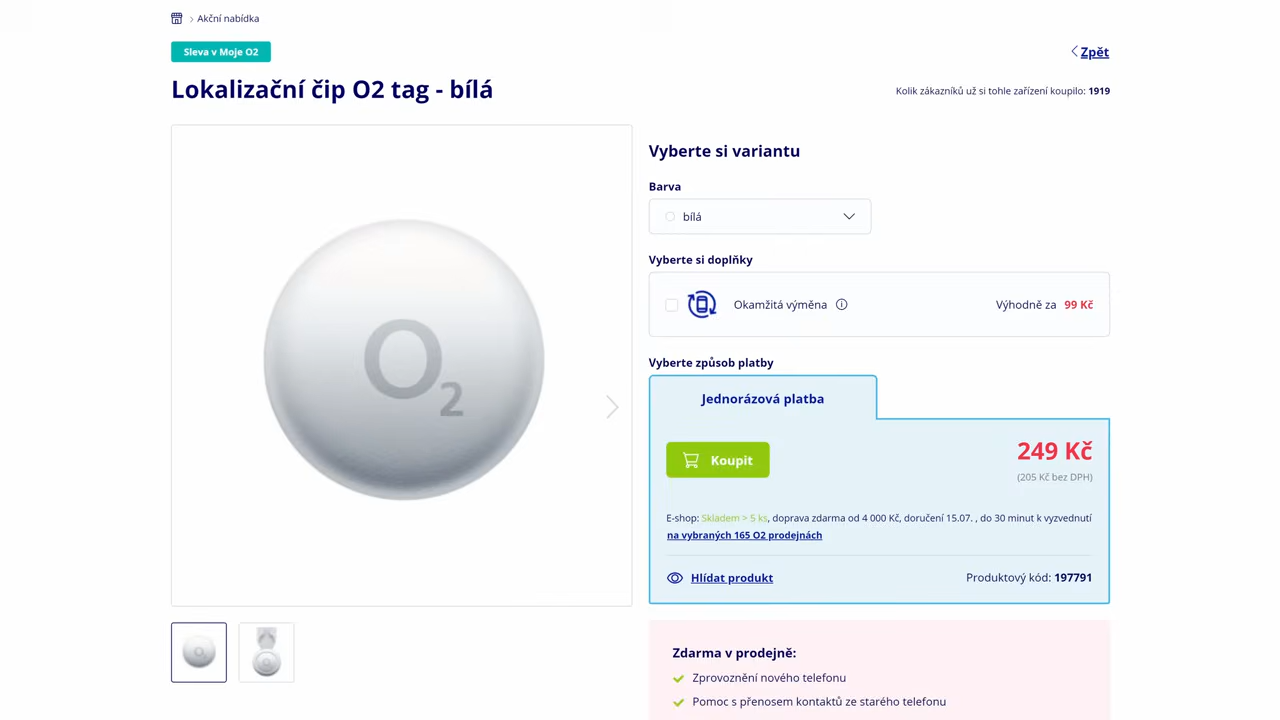 Akční nabídka
Sleva v Moje O2
Zpět
Lokalizační čip O2 tag - bílá
Kolik zákazníků už si tohle zařízení koupilo: 1919
O2
Vyberte si variantu
Barva
bílá
Vyberte si doplňky
Okamžitá výměna
Výhodně za 99 Kč
Vyberte způsob platby
Jednorázová platba
Koupit
249 Kč
(205 Kč bez DPH)
E-shop: Skladem > 5 ks, doprava zdarma od 4 000 Kč, doručení 15.07. , do 30 minut k vyzvednutí
na vybraných 165 O2 prodejnách
Hlídat produkt
Produktový kód: 197791
Zdarma v prodejně:
Zprovoznění nového telefonu
Pomoc s přenosem kontaktů ze starého telefonu